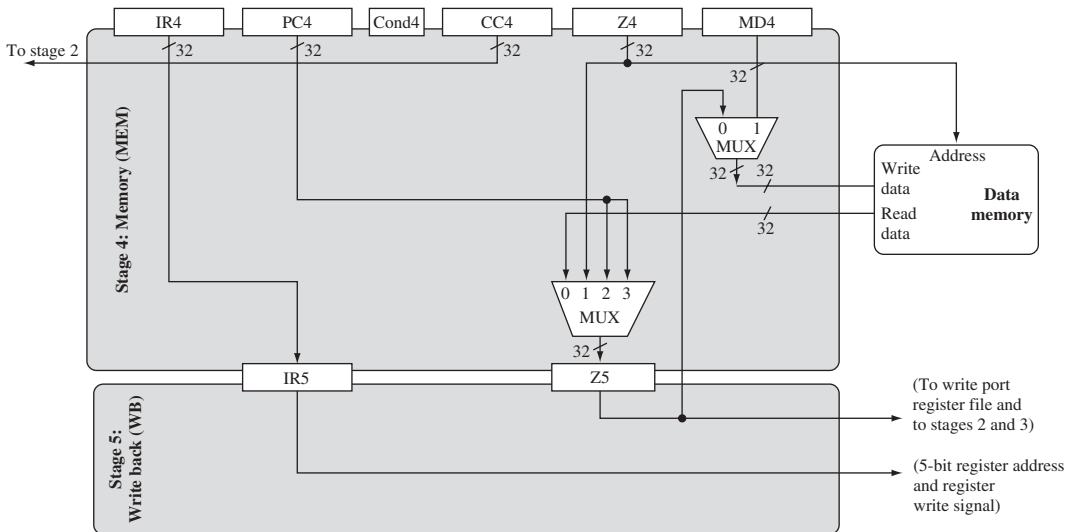 IR4 PC4 Cond4 CC4 Z4 MD4
32 32 32 32
To stage 2
32
0 1
MUX
32 32
Address
Write
data
Data
memory
Read
data
32
Stage 4: Memory (MEM)
0 1 2 3
MUX
32
IR5 Z5
Stage 5:
Write back (WB)
(To write port
register file and
to stages 2 and 3)
(5-bit register address
and register
write signal)